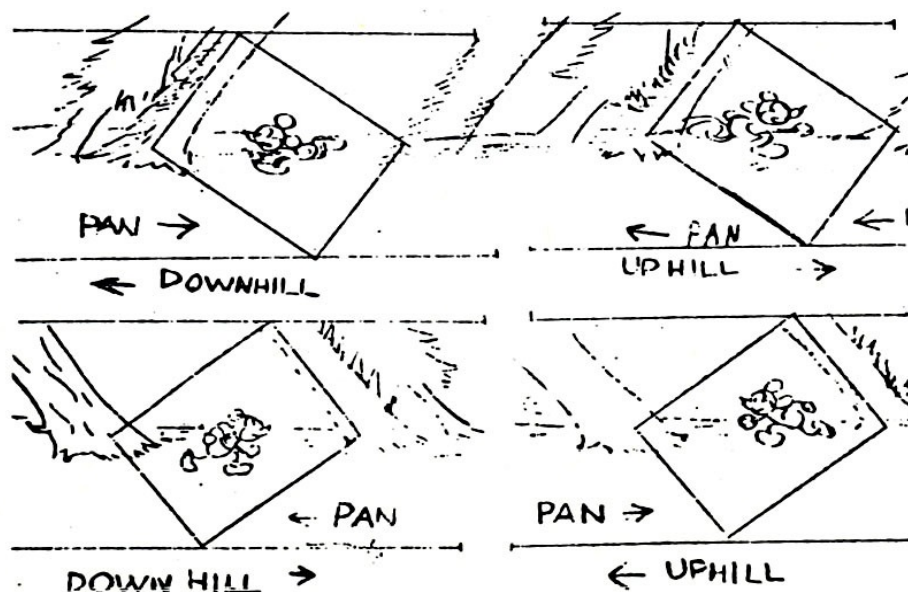 PAN →
← DOWNHILL
← PAN
UPHILL →
←
← PAN
DOWN HILL →
PAN →
← UPHILL